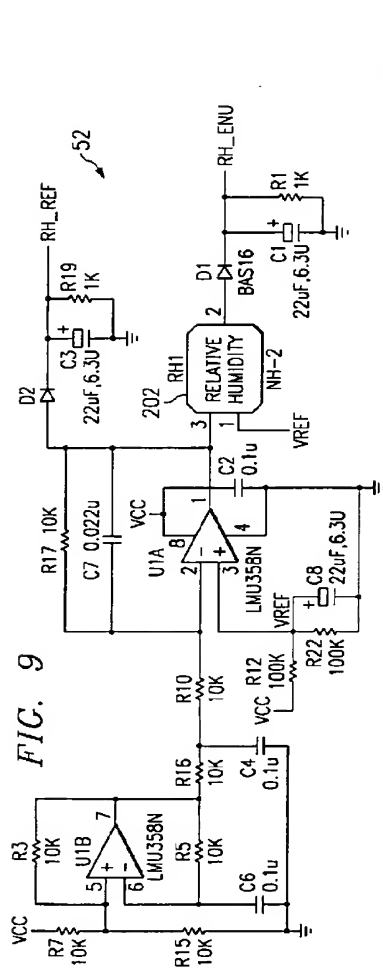 FIG. 9
52
VCC
R7
10K
R15
10K
R3
10K
5
+
6
-
7
U1B
LMU358N
R5
10K
C6
0.1u
R16
10K
C4
0.1u
R10
10K
R17 10K
C7 0.022u
VCC
U1A
2
-
3
+
8
1
4
LMU358N
C2
0.1u
VCC
R12
100K
VREF
R22
100K
+
C8
22uF,6.3U
D2
RH_REF
C3
+
22uF,6.3U
R19
1K
202
RH1
3
1
2
RELATIVE
HUMIDITY
NH-2
VREF
D1
BAS16
RH_ENU
+
C1
22uF,6.3U
R1
1K